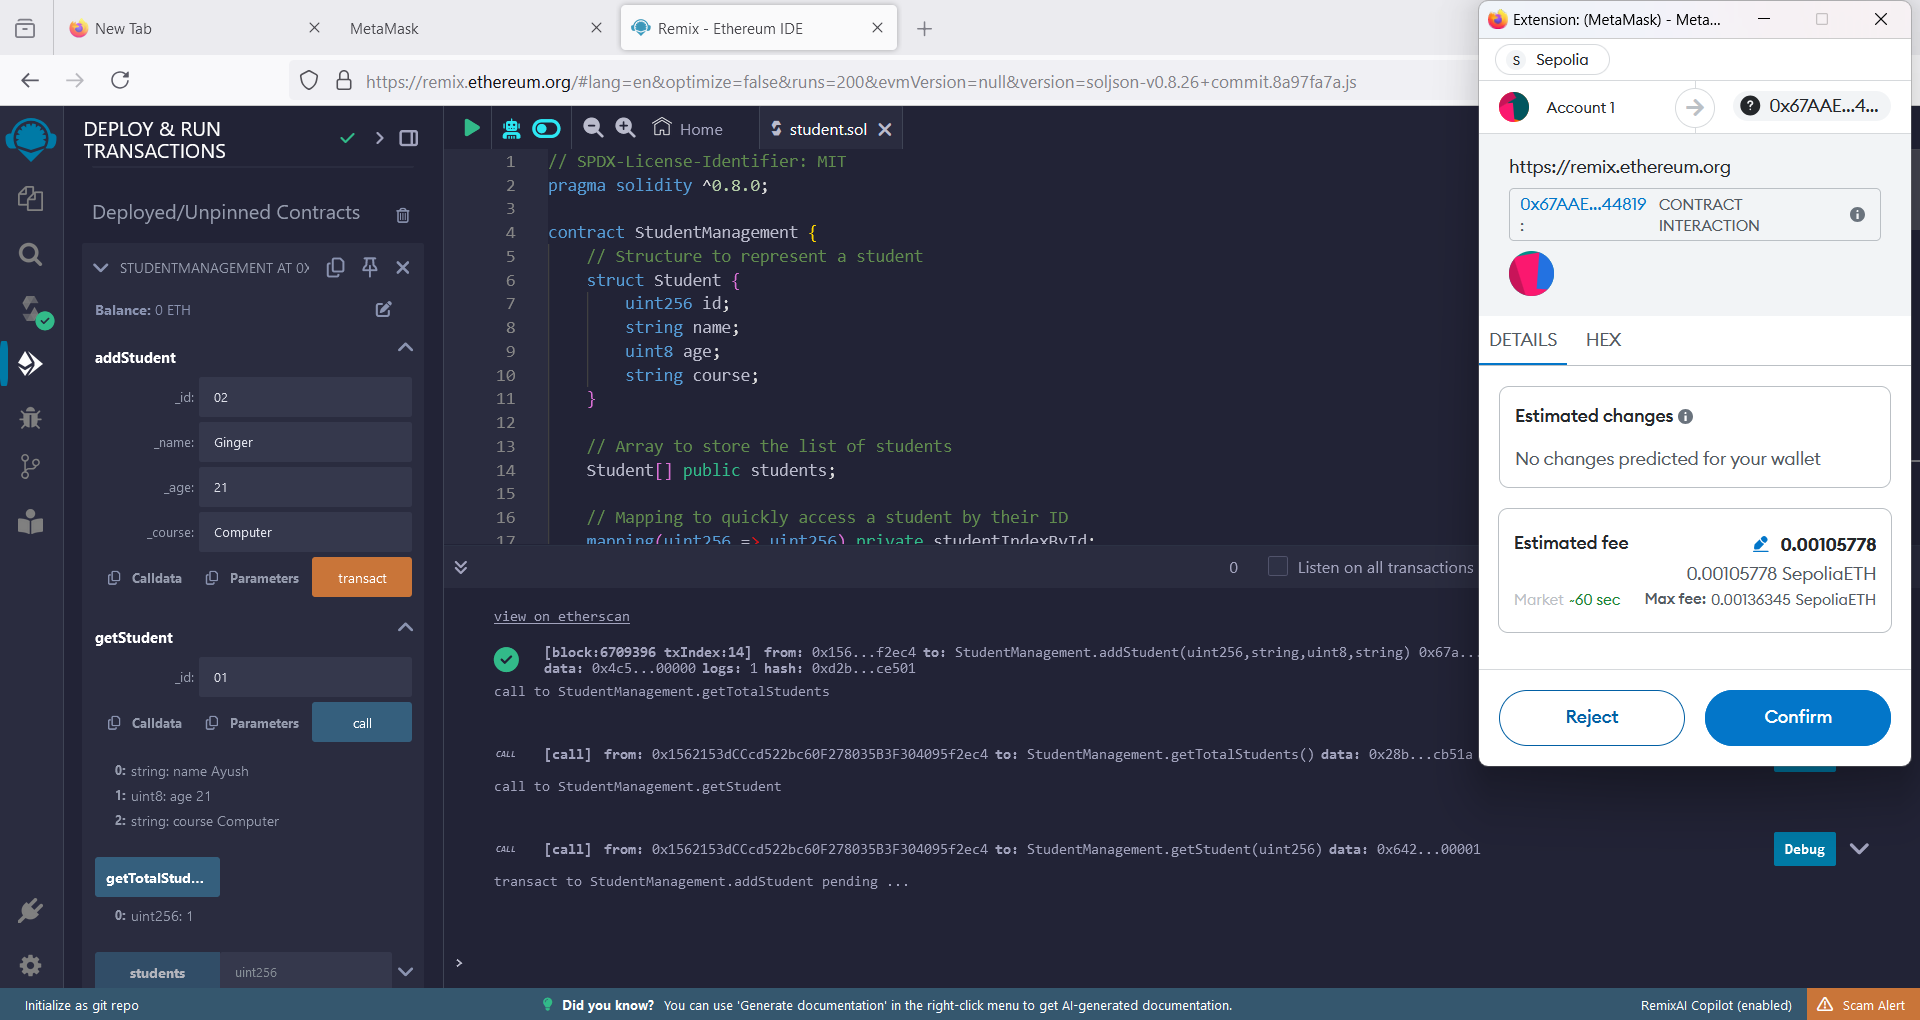 New Tab
MetaMask
Remix - Ethereum IDE
https://remix.ethereum.org/#lang=en&optimize=false&runs=200&evmVersion=null&version=soljson-v0.8.26+commit.8a97fa7a.js
DEPLOY & RUN
TRANSACTIONS
Deployed/Unpinned Contracts
STUDENTMANAGEMENT AT 0X
Balance: 0 ETH
addStudent
_id: 02
_name: Ginger
_age: 21
_course: Computer
Calldata Parameters transact
getStudent
_id: 01
Calldata Parameters call
0: string: name Ayush
1: uint8: age 21
2: string: course Computer
getTotalStud...
0: uint256: 1
students uint256
Home student.sol
1 // SPDX-License-Identifier: MIT
2 pragma solidity ^0.8.0;
3
4 contract StudentManagement {
5 // Structure to represent a student
6 struct Student {
7 uint256 id;
8 string name;
9 uint8 age;
10 string course;
11 }
12
13 // Array to store the list of students
14 Student[] public students;
15
16 // Mapping to quickly access a student by their ID
17 mapping(uint256 => uint256) private studentIndexById;
0 Listen on all transactions
view on etherscan
[block:6709396 txIndex:14] from: 0x156...f2ec4 to: StudentManagement.addStudent(uint256,string,uint8,string) 0x67a...
data: 0x4c5...00000 logs: 1 hash: 0xd2b...ce501
call to StudentManagement.getTotalStudents
CALL [call] from: 0x1562153dCCcd522bc60F278035B3F304095f2ec4 to: StudentManagement.getTotalStudents() data: 0x28b...cb51a
call to StudentManagement.getStudent
CALL [call] from: 0x1562153dCCcd522bc60F278035B3F304095f2ec4 to: StudentManagement.getStudent(uint256) data: 0x642...00001
Debug
transact to StudentManagement.addStudent pending ...
>
Extension: (MetaMask) - Meta...
S Sepolia
Account 1 ? 0x67AAE...4...
https://remix.ethereum.org
0x67AAE...44819 CONTRACT
: INTERACTION
DETAILS HEX
Estimated changes
No changes predicted for your wallet
Estimated fee 0.00105778
0.00105778 SepoliaETH
Market ~60 sec Max fee: 0.00136345 SepoliaETH
Reject Confirm
Initialize as git repo
Did you know? You can use 'Generate documentation' in the right-click menu to get AI-generated documentation.
RemixAI Copilot (enabled)
Scam Alert